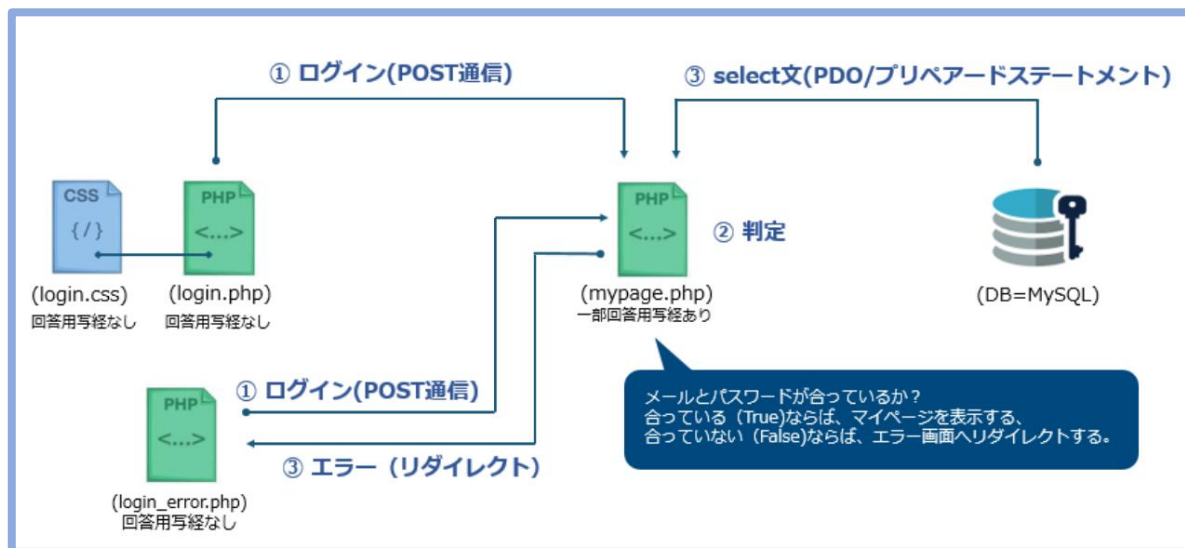 ① ログイン(POST通信)
③ select文(PDO/プリペアードステートメント)
CSS
{/}
PHP
<...>
PHP
<...>
② 判定
(login.css)
回答用写経なし
(login.php)
回答用写経なし
(mypage.php)
一部回答用写経あり
(DB=MySQL)
① ログイン(POST通信)
PHP
<...>
③ エラー（リダイレクト）
(login_error.php)
回答用写経なし
メールとパスワードが合っているか？
合っている（True)ならば、マイページを表示する、
合っていない（False)ならば、エラー画面へリダイレクトする。